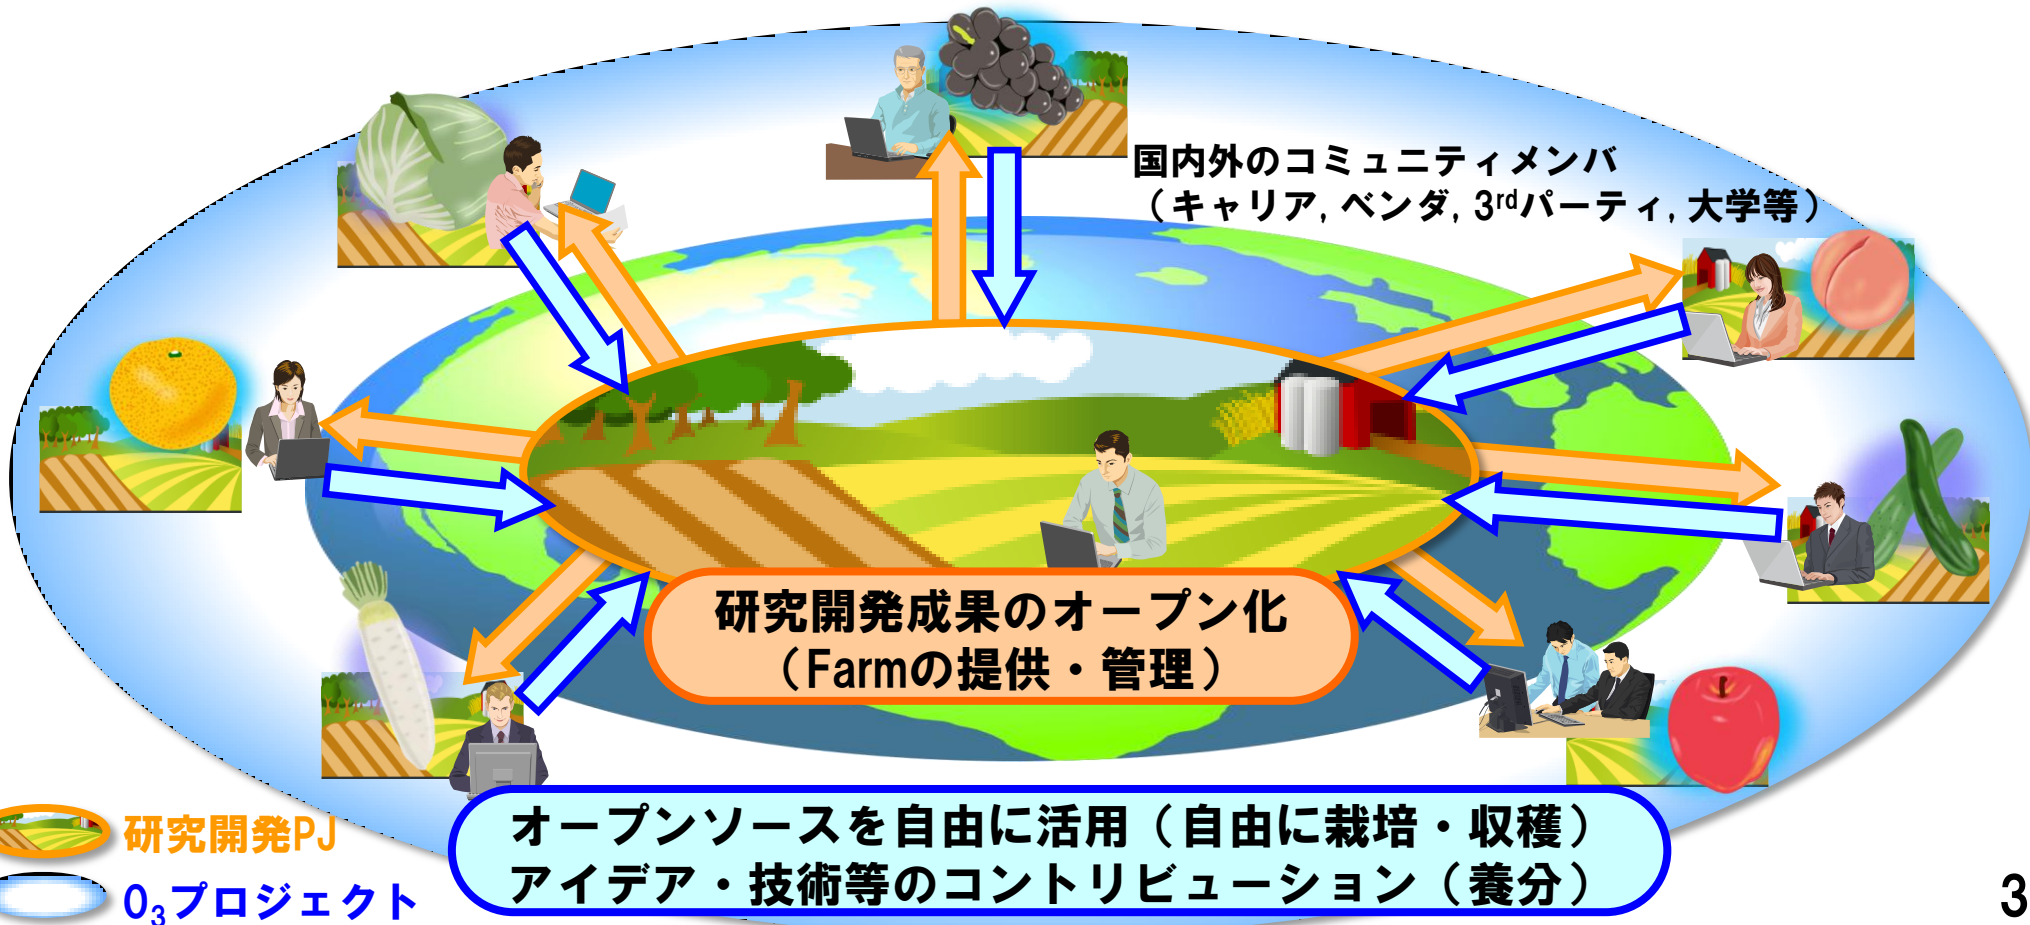 国内外のコミュニティメンバ
（キャリア, ベンダ, 3rdパーティ, 大学等）
研究開発成果のオープン化
（Farmの提供・管理）
オープンソースを自由に活用（自由に栽培・収穫）
アイデア・技術等のコントリビューション（養分）
研究開発PJ
O₃プロジェクト
3